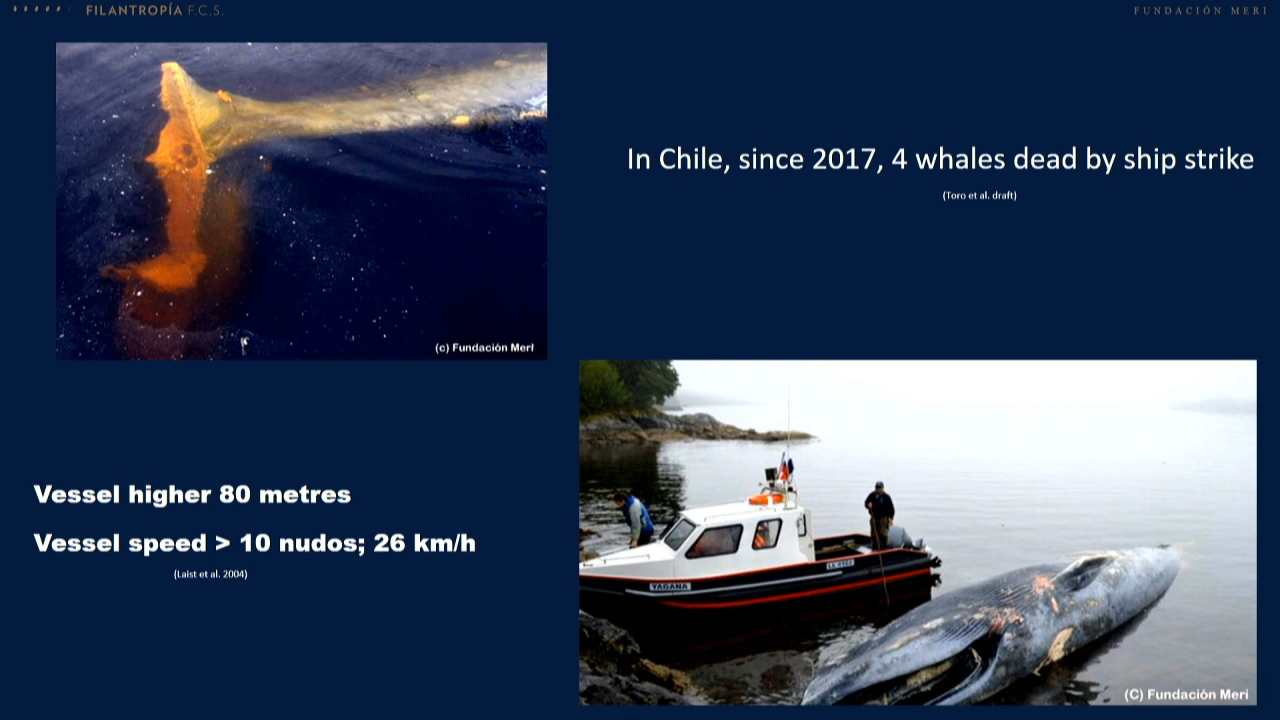 FILANTROPÍA F.C.S.
FUNDACIÓN MERI
In Chile, since 2017, 4 whales dead by ship strike
(Toro et al. draft)
(c) Fundación Meri
Vessel higher 80 metres
Vessel speed > 10 nudos; 26 km/h
(Laist et al. 2004)
YAGANA
(C) Fundación Meri